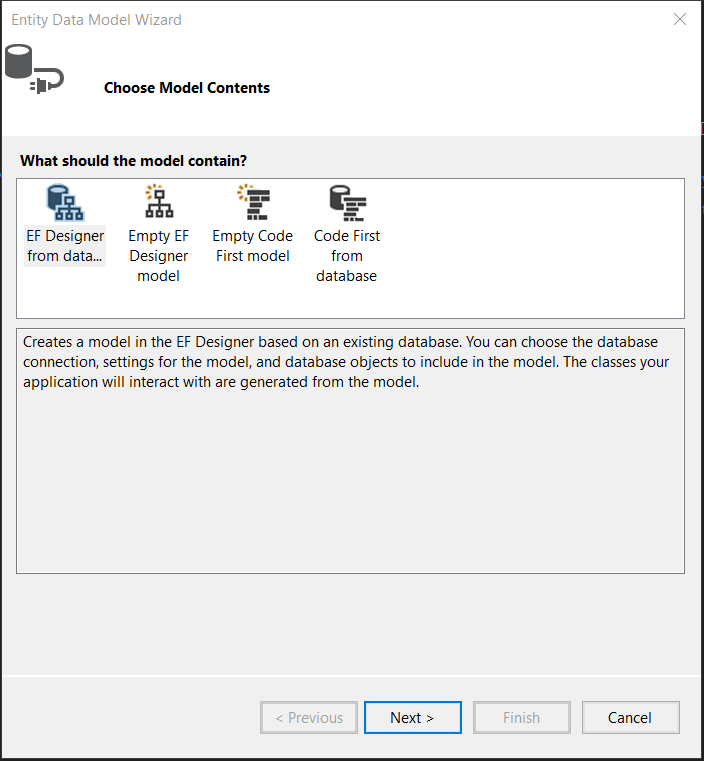 Entity Data Model Wizard
Choose Model Contents
What should the model contain?
EF Designer
from data...
Empty EF
Designer
model
Empty Code
First model
Code First
from
database
Creates a model in the EF Designer based on an existing database. You can choose the database
connection, settings for the model, and database objects to include in the model. The classes your
application will interact with are generated from the model.
< Previous
Next >
Finish
Cancel